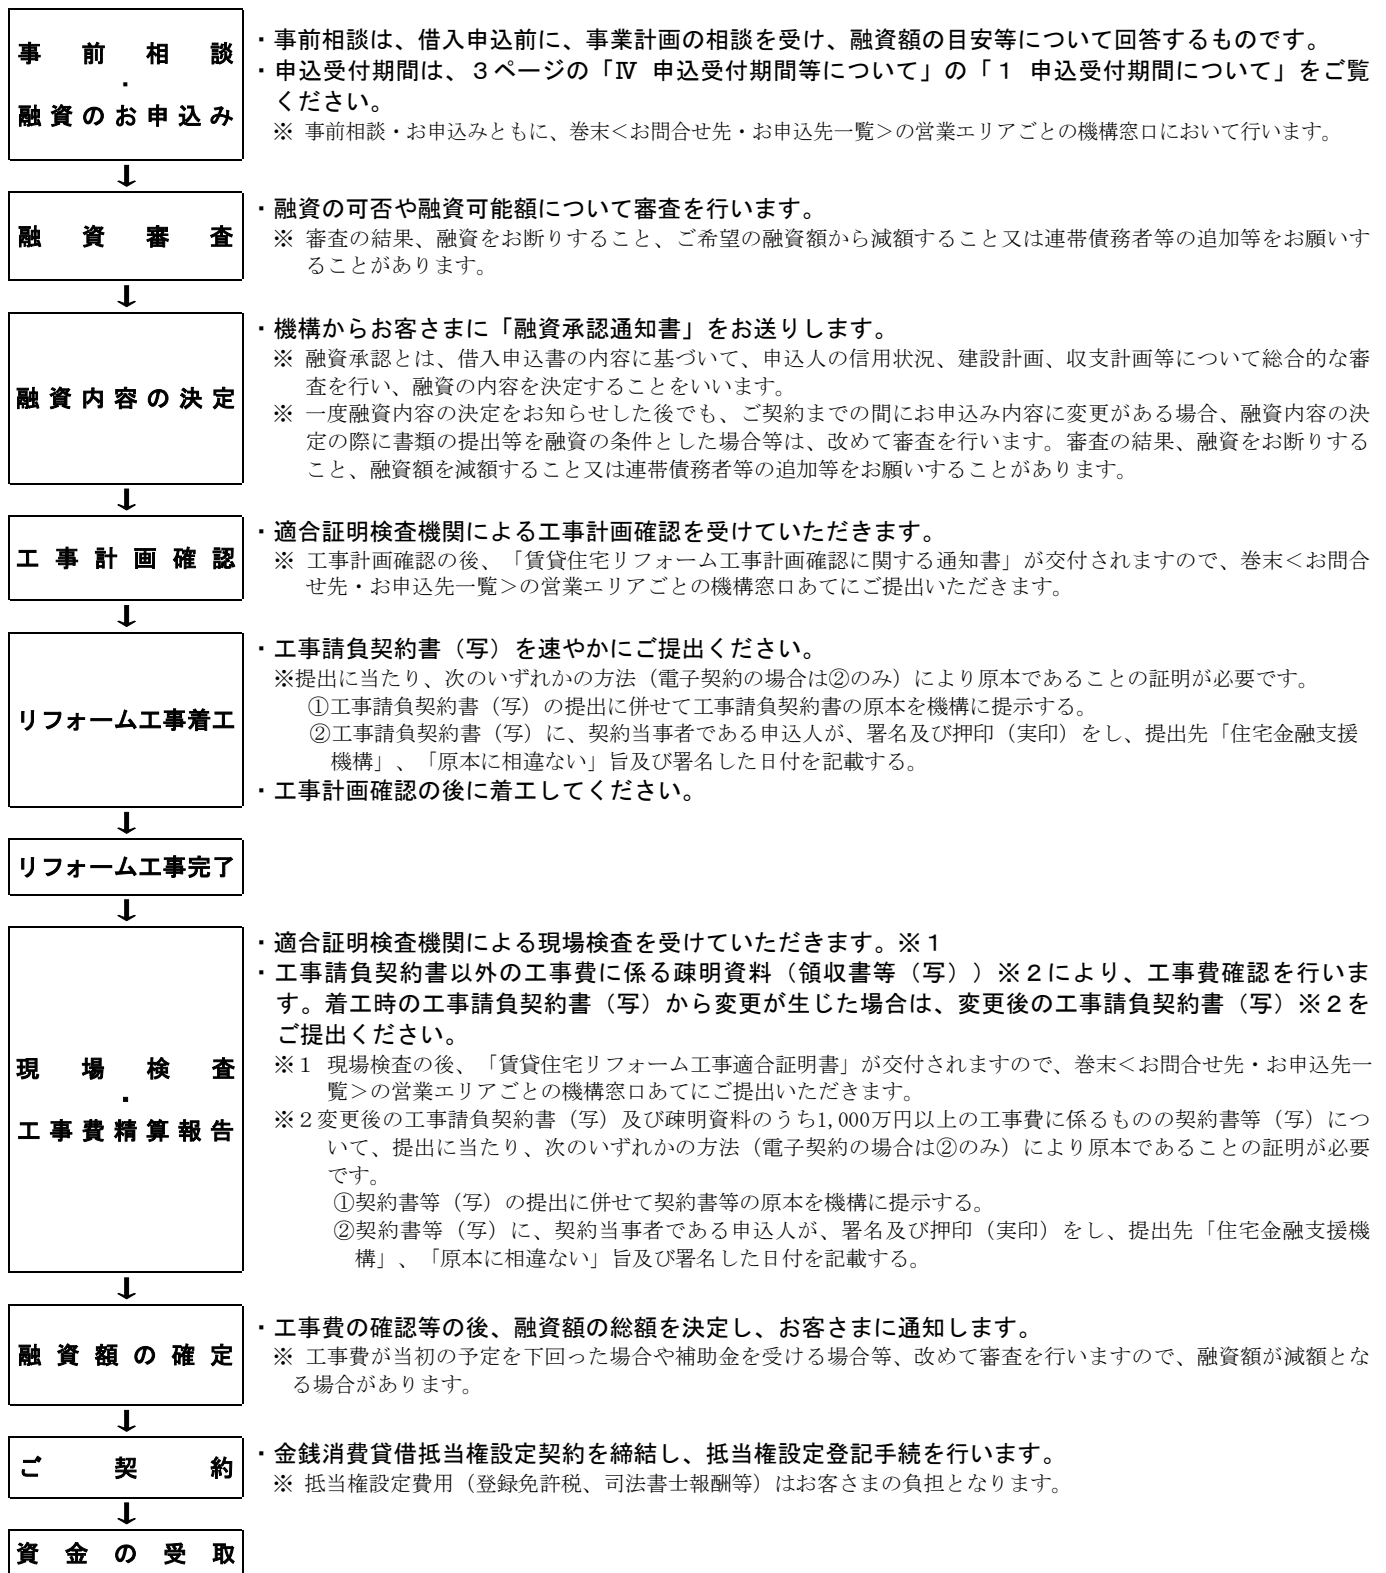 事前相談
・
融資のお申込み
・事前相談は、借入申込前に、事業計画の相談を受け、融資額の目安等について回答するものです。
・申込受付期間は、3ページの「Ⅳ 申込受付期間等について」の「1 申込受付期間について」をご覧
ください。
※ 事前相談・お申込みともに、巻末<お問合せ先・お申込先一覧>の営業エリアごとの機構窓口において行います。
↓
融資審査
・融資の可否や融資可能額について審査を行います。
※ 審査の結果、融資をお断りすること、ご希望の融資額から減額すること又は連帯債務者等の追加等をお願いす
ることがあります。
↓
融資内容の決定
・機構からお客さまに「融資承認通知書」をお送りします。
※ 融資承認とは、借入申込書の内容に基づいて、申込人の信用状況、建設計画、収支計画等について総合的な審
査を行い、融資の内容を決定することをいいます。
※ 一度融資内容の決定をお知らせした後でも、ご契約までの間にお申込み内容に変更がある場合、融資内容の決
定の際に書類の提出等を融資の条件とした場合等は、改めて審査を行います。審査の結果、融資をお断りする
こと、融資額を減額すること又は連帯債務者等の追加等をお願いすることがあります。
↓
工事計画確認
・適合証明検査機関による工事計画確認を受けていただきます。
※ 工事計画確認の後、「賃貸住宅リフォーム工事計画確認に関する通知書」が交付されますので、巻末<お問合
せ先・お申込先一覧>の営業エリアごとの機構窓口あてにご提出いただきます。
↓
リフォーム工事着工
・工事請負契約書(写)を速やかにご提出ください。
※提出に当たり、次のいずれかの方法(電子契約の場合は②のみ)により原本であることの証明が必要です。
①工事請負契約書(写)の提出に併せて工事請負契約書の原本を機構に提示する。
②工事請負契約書(写)に、契約当事者である申込人が、署名及び押印(実印)をし、提出先「住宅金融支援
機構」、「原本に相違ない」旨及び署名した日付を記載する。
・工事計画確認の後に着工してください。
↓
リフォーム工事完了
↓
現場検査
・
工事費精算報告
・適合証明検査機関による現場検査を受けていただきます。※1
・工事請負契約書以外の工事費に係る疎明資料(領収書等(写))※2により、工事費確認を行いま
す。着工時の工事請負契約書(写)から変更が生じた場合は、変更後の工事請負契約書(写)※2を
ご提出ください。
※1 現場検査の後、「賃貸住宅リフォーム工事適合証明書」が交付されますので、巻末<お問合せ先・お申込先一
覧>の営業エリアごとの機構窓口あてにご提出いただきます。
※2変更後の工事請負契約書(写)及び疎明資料のうち1,000万円以上の工事費に係るものの契約書等(写)につ
いて、提出に当たり、次のいずれかの方法(電子契約の場合は②のみ)により原本であることの証明が必要
です。
①契約書等(写)の提出に併せて契約書等の原本を機構に提示する。
②契約書等(写)に、契約当事者である申込人が、署名及び押印(実印)をし、提出先「住宅金融支援機
構」、「原本に相違ない」旨及び署名した日付を記載する。
↓
融資額の確定
・工事費の確認等の後、融資額の総額を決定し、お客さまに通知します。
※ 工事費が当初の予定を下回った場合や補助金を受ける場合等、改めて審査を行いますので、融資額が減額とな
る場合があります。
↓
ご契約
・金銭消費貸借抵当権設定契約を締結し、抵当権設定登記手続を行います。
※ 抵当権設定費用(登録免許税、司法書士報酬等)はお客さまの負担となります。
↓
資金の受取